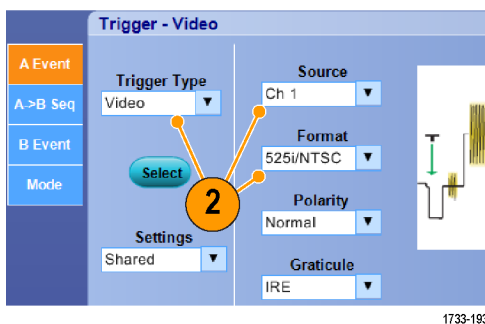 Trigger - Video
A Event
A->B Seq
B Event
Mode
Trigger Type
Video
Select
Settings
Shared
2
Source
Ch 1
Format
525i/NTSC
Polarity
Normal
Graticule
IRE
T
1733-193